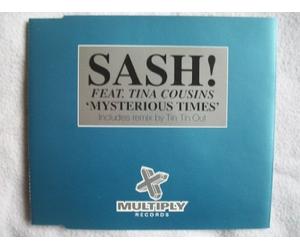 SASH!
FEAT. TINA COUSINS
'MYSTERIOUS TIMES'
Includes remix by Tin Tin Out
MULTIPLY
RECORDS